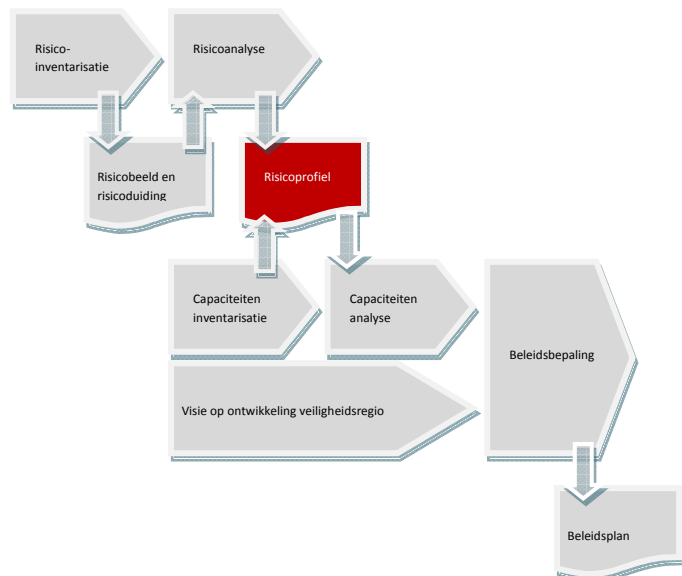 Risico-
inventarisatie
Risicoanalyse
Risicobeeld en
risicoduiding
Risicoprofiel
Capaciteiten
inventarisatie
Capaciteiten
analyse
Beleidsbepaling
Visie op ontwikkeling veiligheidsregio
Beleidsplan